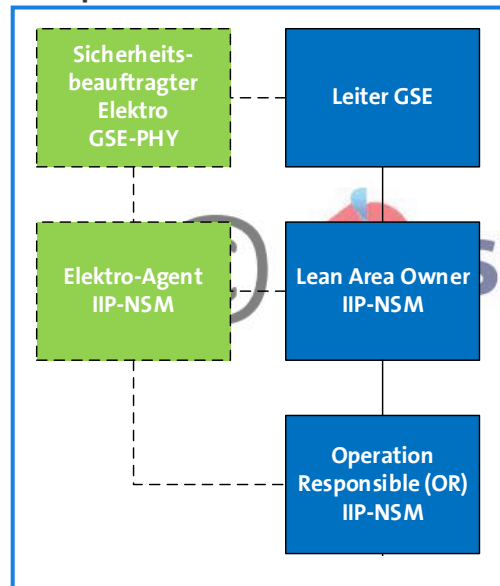 Sicherheits-
beauftragter
Elektro
GSE-PHY
Leiter GSE
Elektro-Agent
IIP-NSM
Lean Area Owner
IIP-NSM
Operation
Responsible (OR)
IIP-NSM